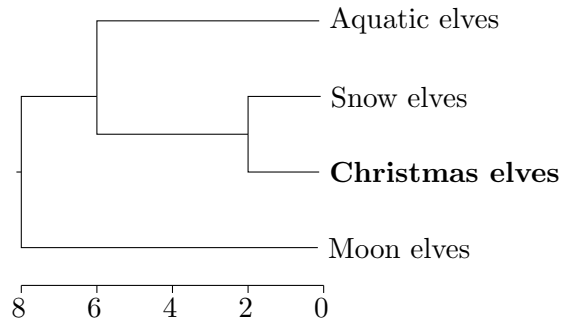 Aquatic elves
Snow elves
Christmas elves
Moon elves
8 6 4 2 0